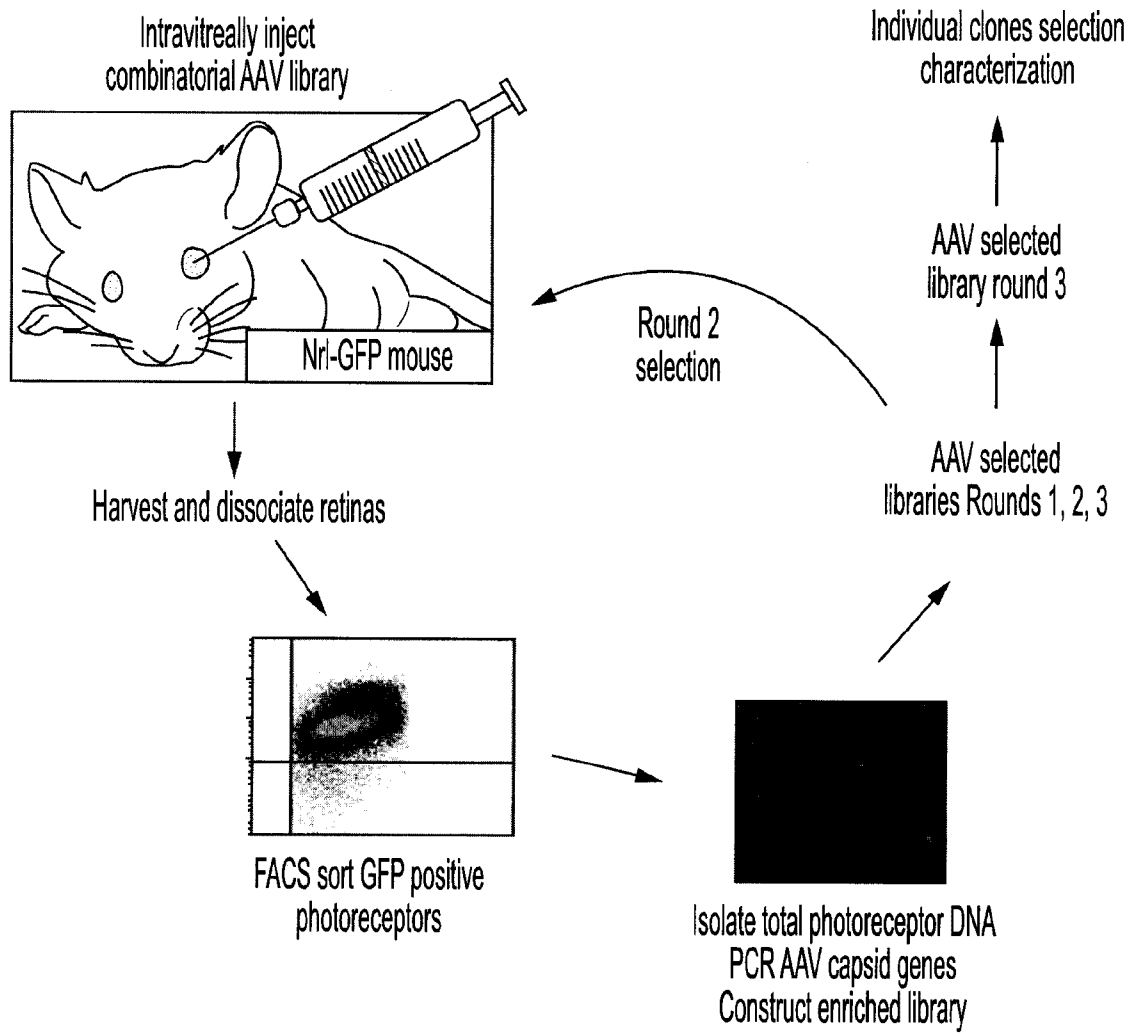 Intravitreally inject
combinatorial AAV library
Nrl-GFP mouse
Harvest and dissociate retinas
FACS sort GFP positive
photoreceptors
Isolate total photoreceptor DNA
PCR AAV capsid genes
Construct enriched library
AAV selected
libraries Rounds 1, 2, 3
Round 2
selection
AAV selected
library round 3
Individual clones selection
characterization